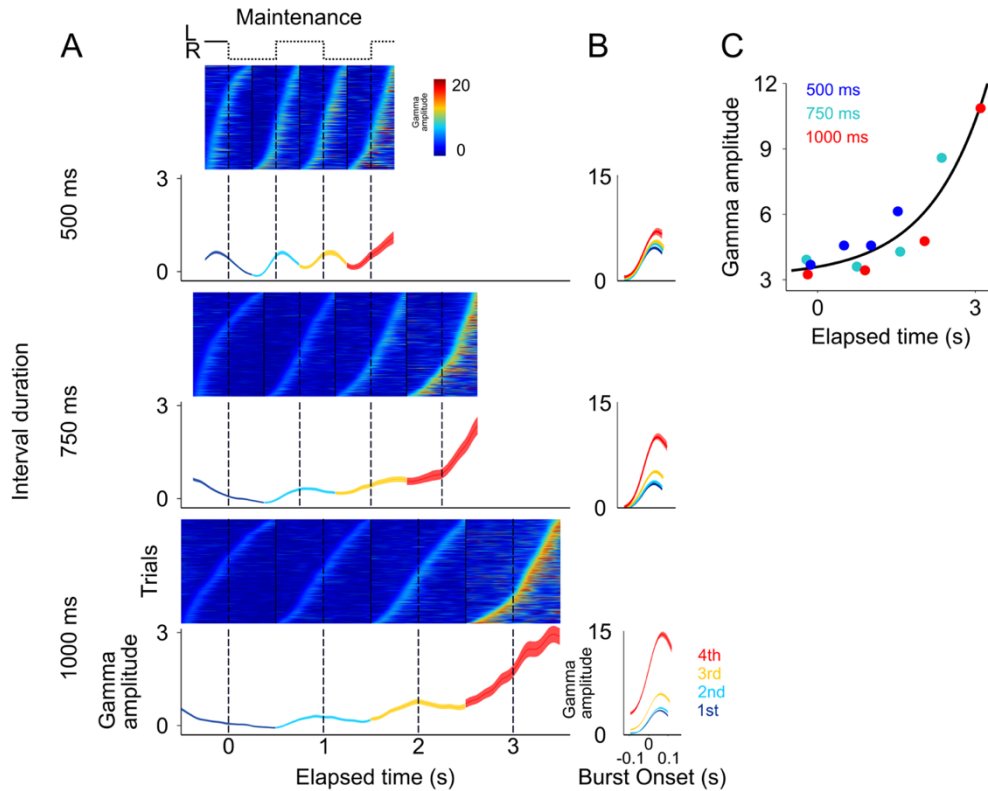 A
Maintenance
L
R
20
Gamma
amplitude
0
B
C
12
9
6
3
Gamma amplitude
500 ms
750 ms
1000 ms
0
3
Elapsed time (s)
Interval duration
500 ms
3
0
15
0
750 ms
3
0
15
0
1000 ms
Trials
Gamma
amplitude
3
0
0
1
2
3
Elapsed time (s)
15
Gamma
amplitude
0
4th
3rd
2nd
1st
-0.1
0
0.1
Burst Onset (s)